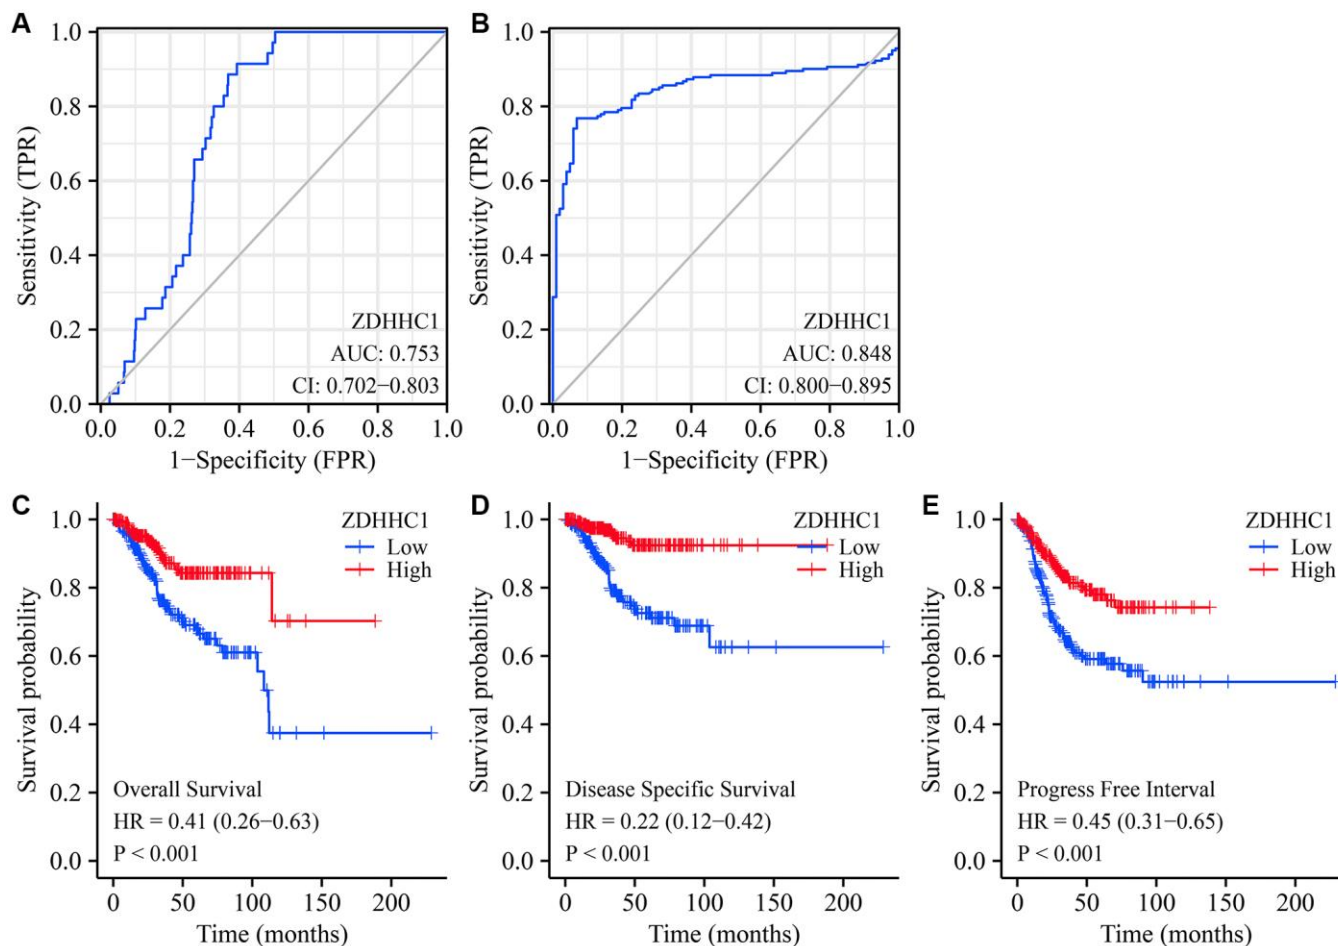 A
1.0
0.8
0.6
0.4
0.2
0.0
Sensitivity (TPR)
ZDHHC1
AUC: 0.753
CI: 0.702−0.803
0.0 0.2 0.4 0.6 0.8 1.0
1−Specificity (FPR)
B
1.0
0.8
0.6
0.4
0.2
0.0
Sensitivity (TPR)
ZDHHC1
AUC: 0.848
CI: 0.800−0.895
0.0 0.2 0.4 0.6 0.8 1.0
1−Specificity (FPR)
C
1.0
0.8
0.6
0.4
0.2
0.0
Survival probability
ZDHHC1
Low
High
Overall Survival
HR = 0.41 (0.26−0.63)
P < 0.001
0 50 100 150 200
Time (months)
D
1.0
0.8
0.6
0.4
0.2
0.0
Survival probability
ZDHHC1
Low
High
Disease Specific Survival
HR = 0.22 (0.12−0.42)
P < 0.001
0 50 100 150 200
Time (months)
E
1.0
0.8
0.6
0.4
0.2
0.0
Survival probability
ZDHHC1
Low
High
Progress Free Interval
HR = 0.45 (0.31−0.65)
P < 0.001
0 50 100 150 200
Time (months)